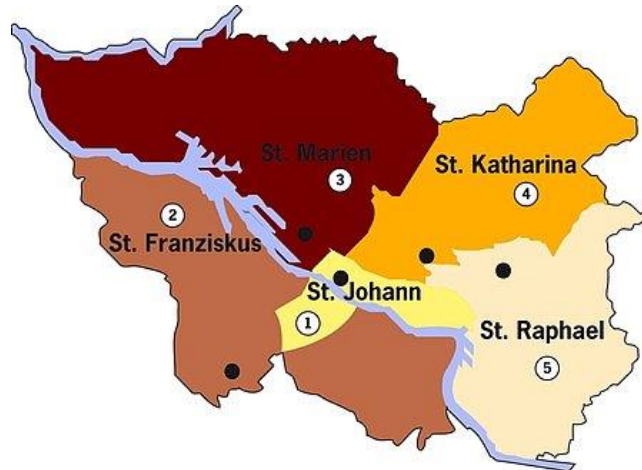 St. Marien
3
St. Katharina
4
2
St. Franziskus
St. Johann
1
St. Raphael
5